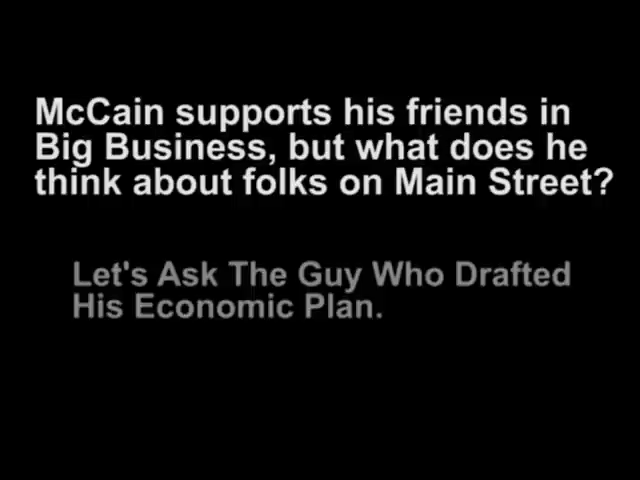 McCain supports his friends in
Big Business, but what does he
think about folks on Main Street?
Let's Ask The Guy Who Drafted
His Economic Plan.